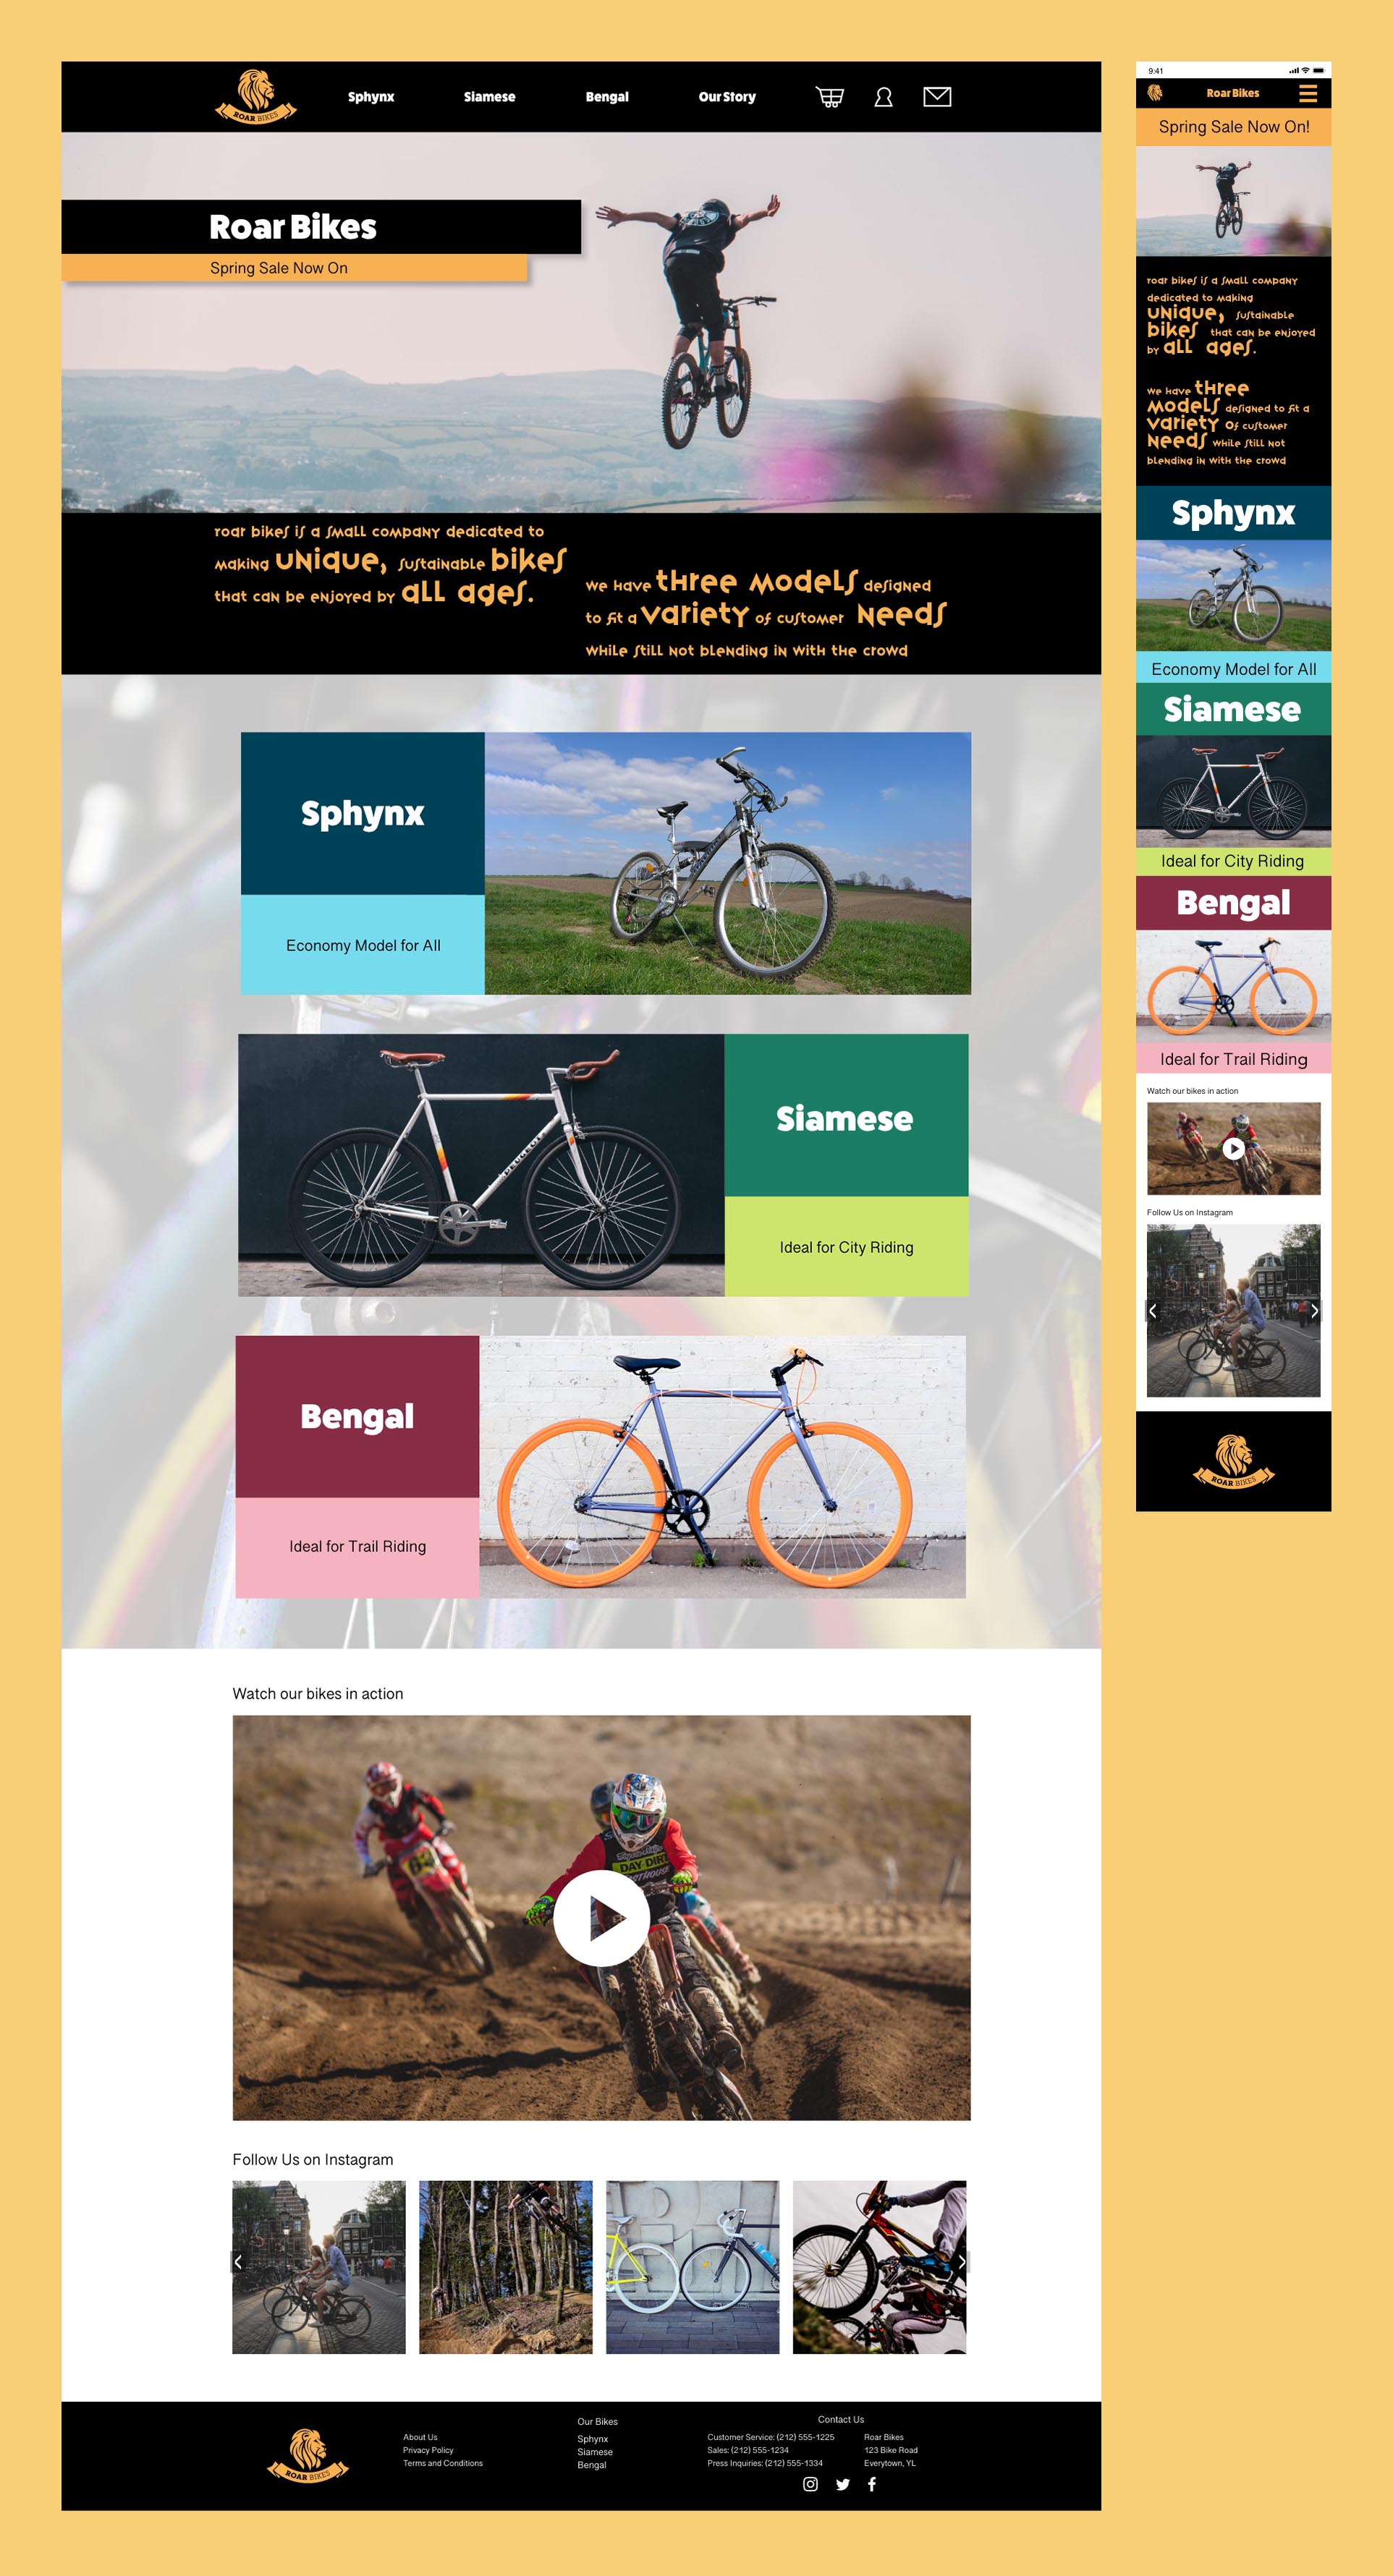 ROAR BIKES
Sphynx
Siamese
Bengal
Our Story
Roar Bikes
Spring Sale Now On
roar bikes is a small company dedicated to
making unique, sustainable bikes
that can be enjoyed by all ages.
we have three models designed
to fit a variety of customer needs
while still not blending in with the crowd
Sphynx
Economy Model for All
PEUGEOT
Siamese
Ideal for City Riding
Bengal
Ideal for Trail Riding
Watch our bikes in action
DAY DIRT
Follow Us on Instagram
ROAR BIKES
About Us
Privacy Policy
Terms and Conditions
Our Bikes
Sphynx
Siamese
Bengal
Contact Us
Customer Service: (212) 555-1225
Sales: (212) 555-1234
Press Inquiries: (212) 555-1334
Roar Bikes
123 Bike Road
Everytown, YL
9:41
Roar Bikes
Spring Sale Now On!
roar bikes is a small company
dedicated to making
unique, sustainable
bikes that can be enjoyed
by all ages.
we have three
models designed to fit a
variety of customer
needs while still not
blending in with the crowd
Sphynx
Economy Model for All
Siamese
Ideal for City Riding
Bengal
Ideal for Trail Riding
Watch our bikes in action
Follow Us on Instagram
ROAR BIKES